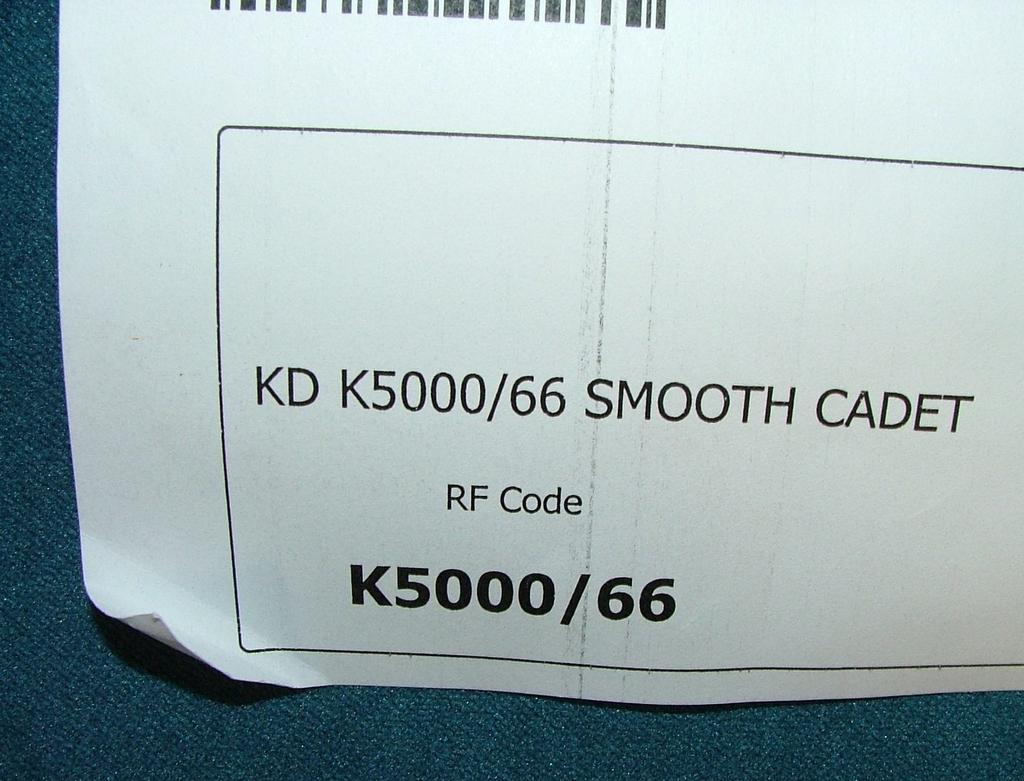 KD K5000/66 SMOOTH CADET
RF Code
K5000/66